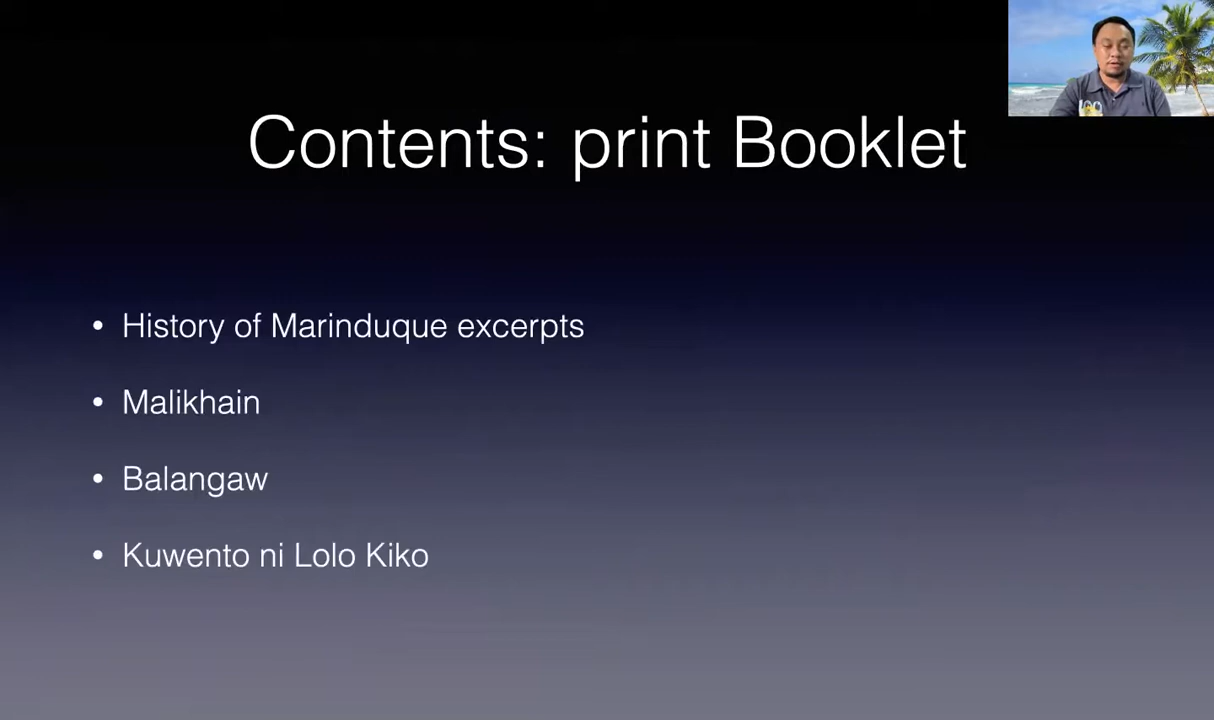 Contents: print Booklet
• History of Marinduque excerpts
• Malikhain
• Balangaw
• Kuwento ni Lolo Kiko